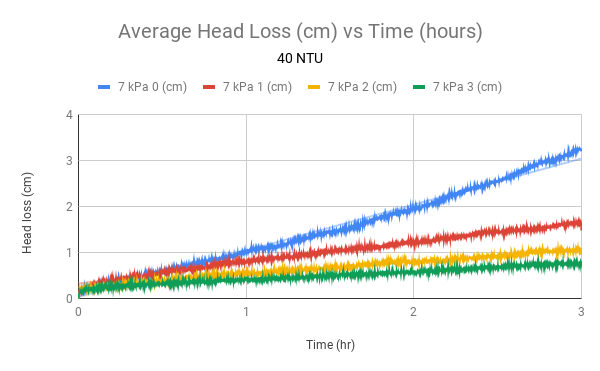 Average Head Loss (cm) vs Time (hours)
40 NTU
7 kPa 0 (cm) 7 kPa 1 (cm) 7 kPa 2 (cm) 7 kPa 3 (cm)
4
3
2
1
0
Head loss (cm)
0 1 2 3
Time (hr)